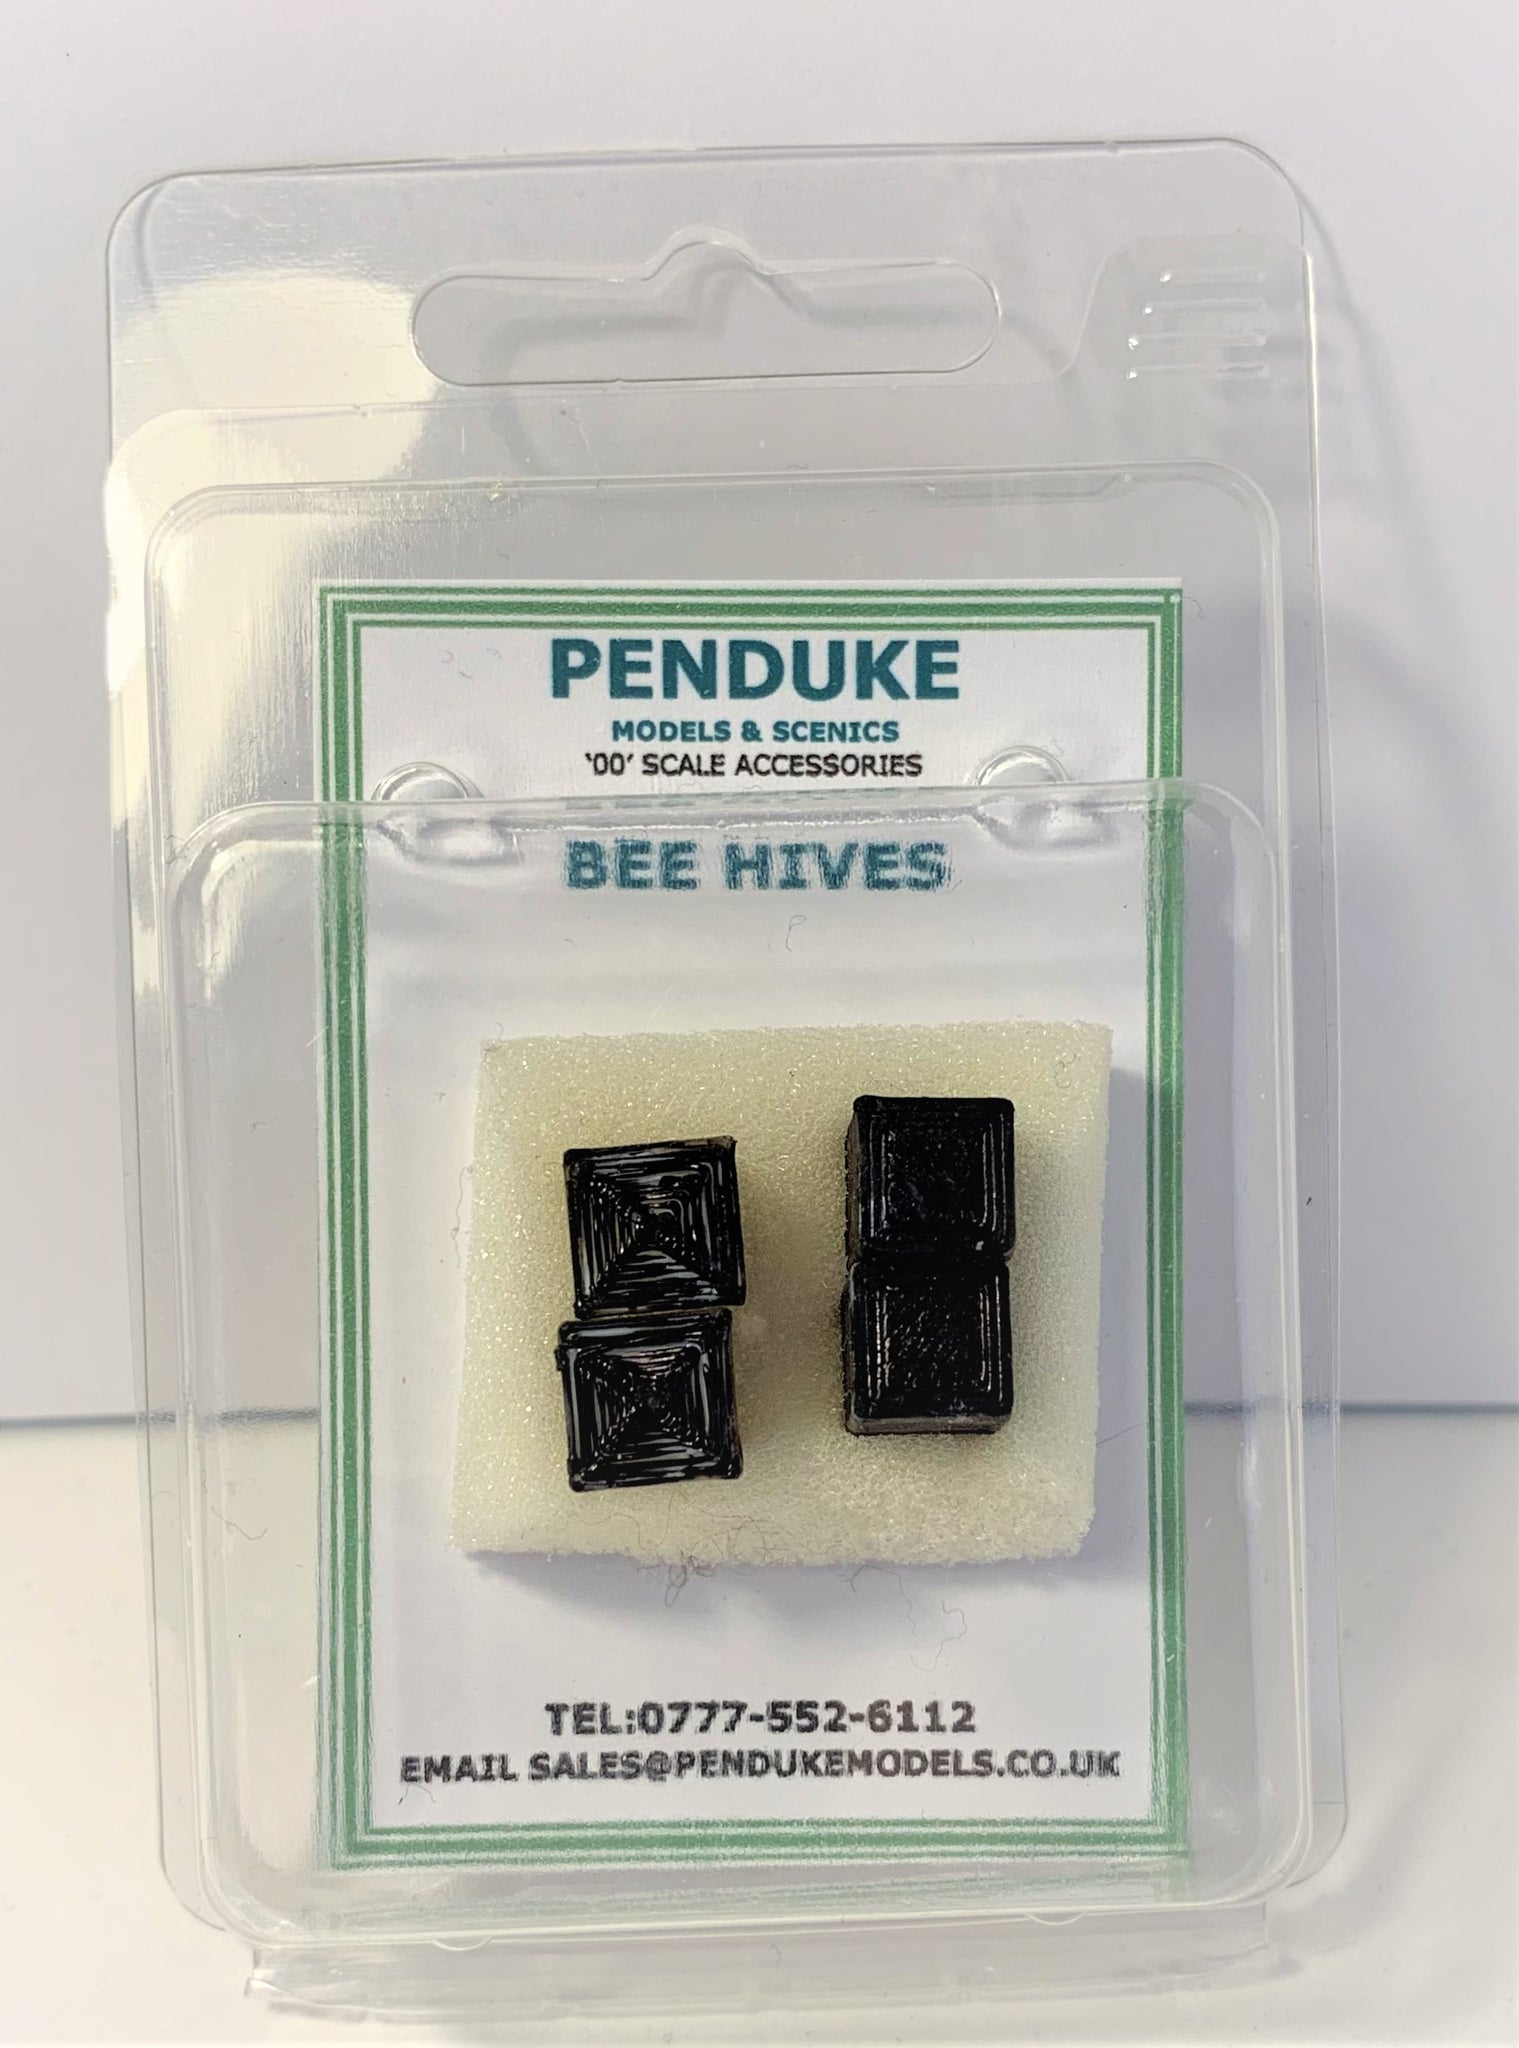 PENDUKE
MODELS & SCENICS
‘00’ SCALE ACCESSORIES
BEE HIVES
TEL:0777-552-6112
EMAIL SALES@PENDUKEMODELS.CO.UK